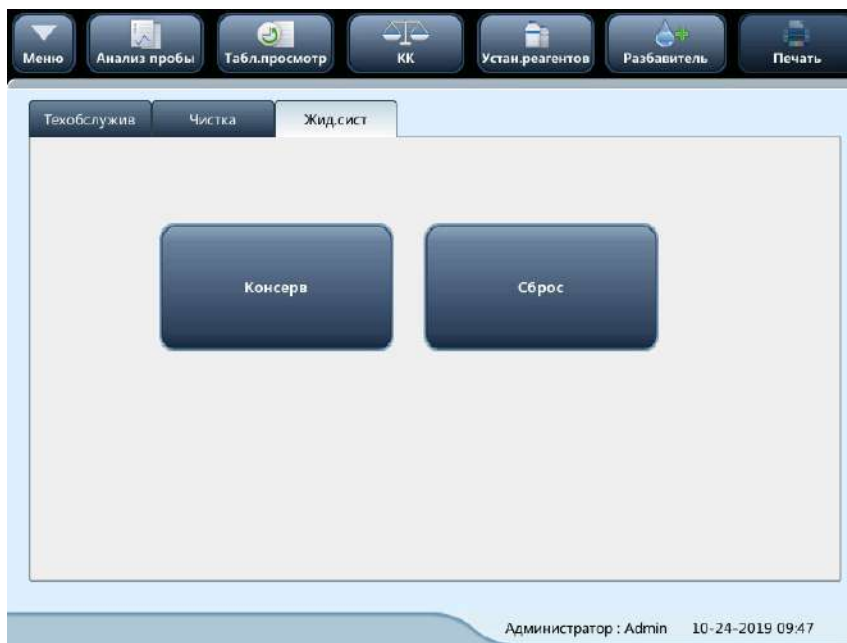 Меню
Анализ пробы
Табл.просмотр
КК
Устан.реагентов
Разбавитель
Печать
Техобслужив
Чистка
Жид.сист
Консерв
Сброс
Администратор : Admin 10-24-2019 09:47